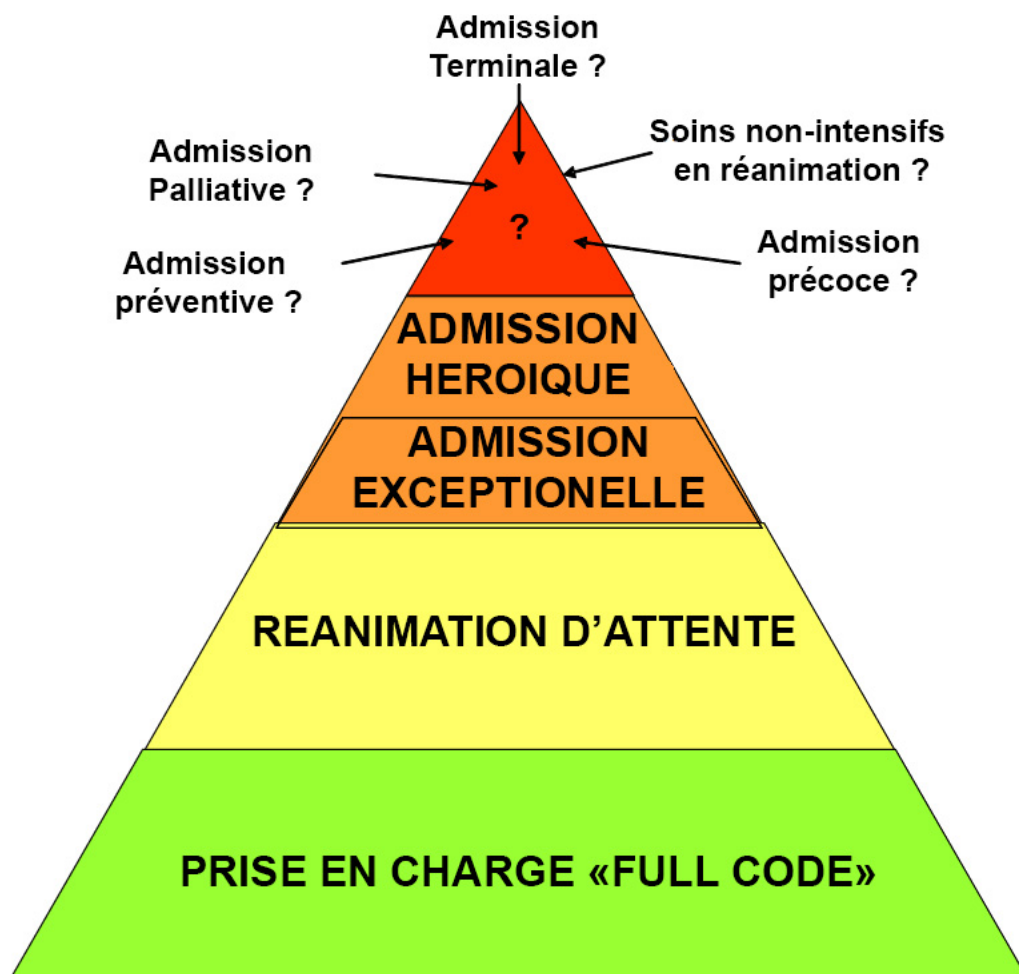 Admission
Terminale ?
Soins non-intensifs
en réanimation ?
Admission
Palliative ?
?
Admission
précoce ?
Admission
préventive ?
ADMISSION
HEROIQUE
ADMISSION
EXCEPTIONELLE
REANIMATION D’ATTENTE
PRISE EN CHARGE «FULL CODE»